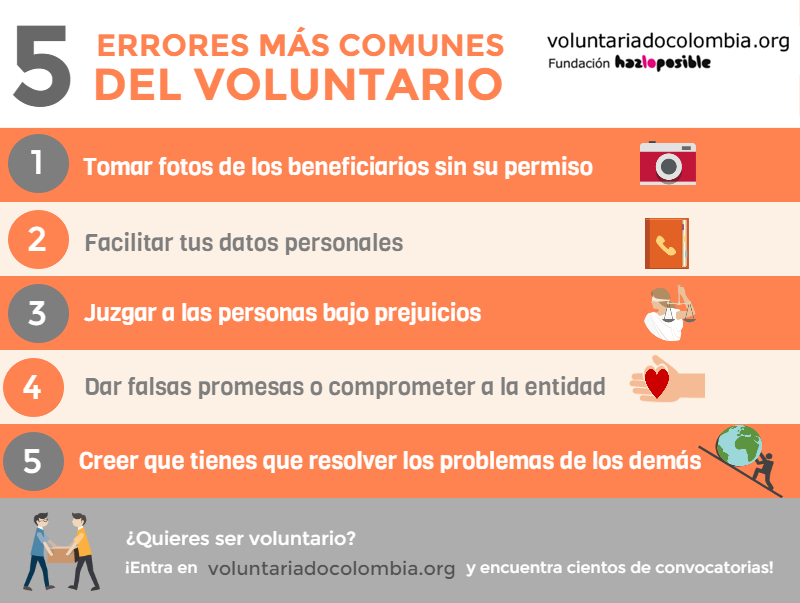 5 ERRORES MÁS COMUNES
DEL VOLUNTARIO
voluntariadocolombia.org
Fundación hazloposible
1 Tomar fotos de los beneficiarios sin su permiso
2 Facilitar tus datos personales
3 Juzgar a las personas bajo prejuicios
4 Dar falsas promesas o comprometer a la entidad
5 Creer que tienes que resolver los problemas de los demás
¿Quieres ser voluntario?
¡Entra en voluntariadocolombia.org y encuentra cientos de convocatorias!